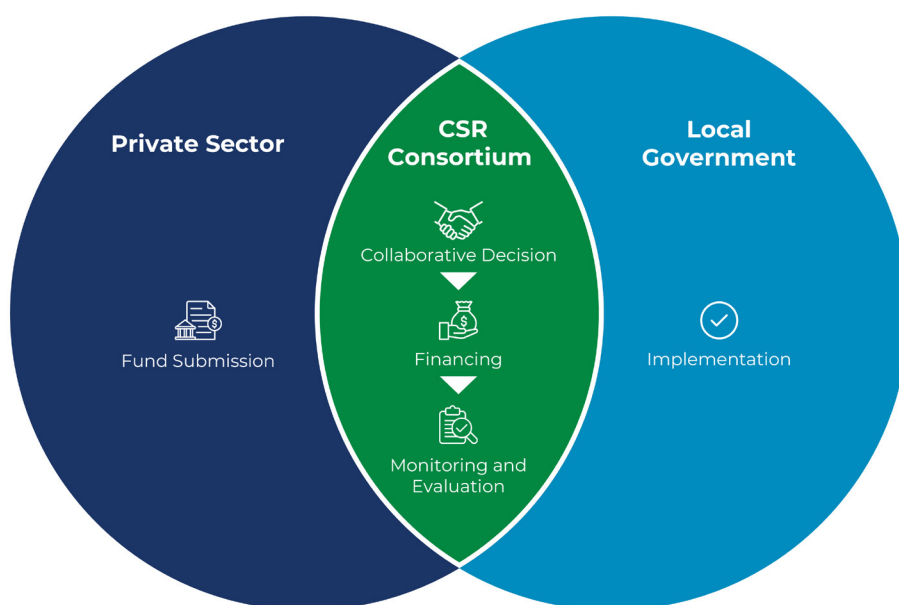 Private Sector
Fund Submission
CSR
Consortium
Collaborative Decision
Financing
Monitoring and
Evaluation
Local
Government
Implementation